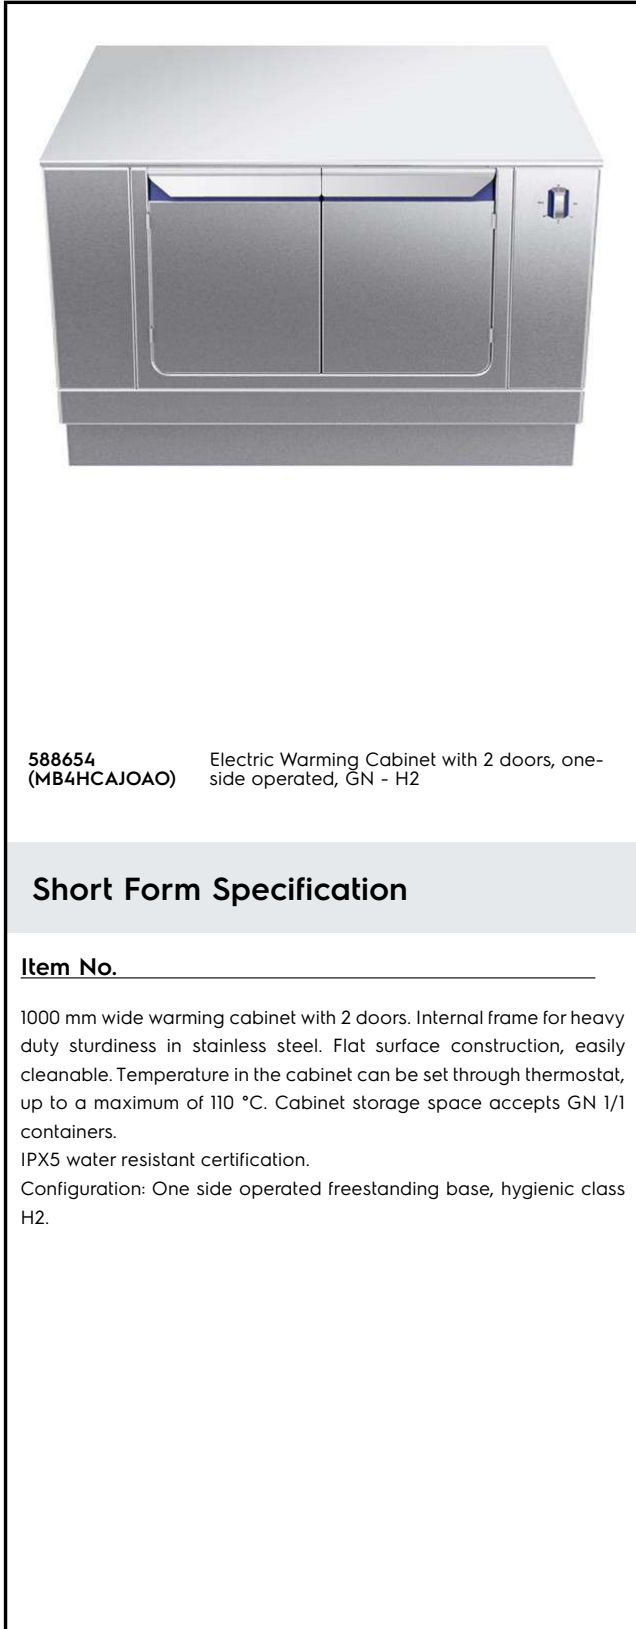 588654
(MB4HCAJOAO)
Electric Warming Cabinet with 2 doors, one-
side operated, GN - H2
Short Form Specification
Item No.
1000 mm wide warming cabinet with 2 doors. Internal frame for heavy
duty sturdiness in stainless steel. Flat surface construction, easily
cleanable. Temperature in the cabinet can be set through thermostat,
up to a maximum of 110 °C. Cabinet storage space accepts GN 1/1
containers.
IPX5 water resistant certification.
Configuration: One side operated freestanding base, hygienic class
H2.